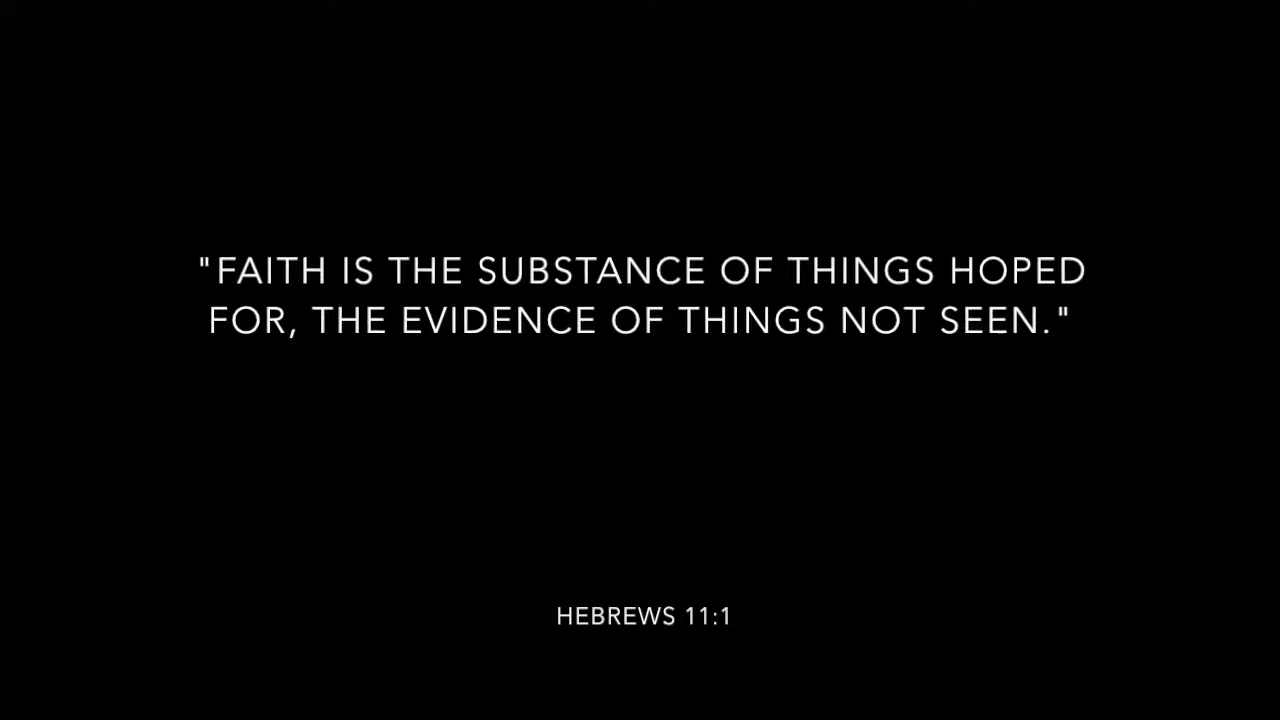 "FAITH IS THE SUBSTANCE OF THINGS HOPED
FOR, THE EVIDENCE OF THINGS NOT SEEN."
HEBREWS 11:1